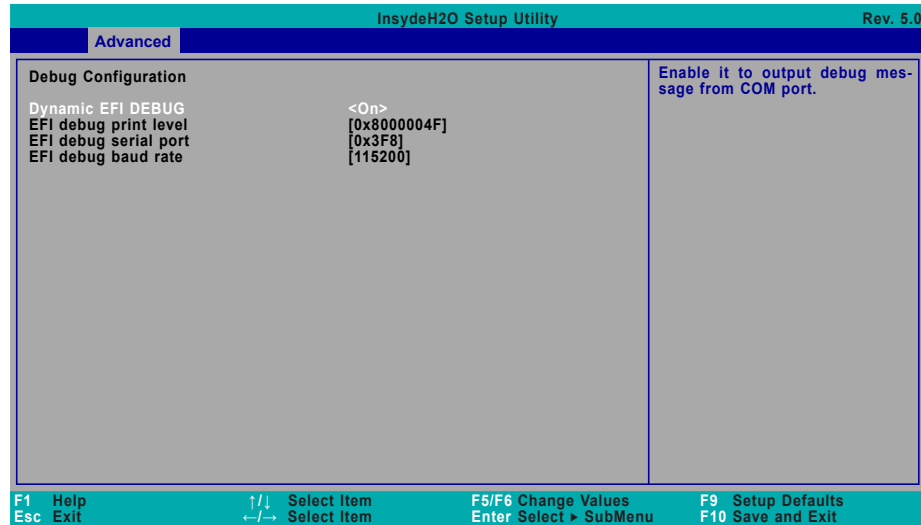 InsydeH2O Setup Utility Rev. 5.0
Advanced
Debug Configuration
Dynamic EFI DEBUG <On>
EFI debug print level [0x8000004F]
EFI debug serial port [0x3F8]
EFI debug baud rate [115200]
Enable it to output debug mes-
sage from COM port.
F1 Help ↑/↓ Select Item F5/F6 Change Values F9 Setup Defaults
Esc Exit ←/→ Select Item Enter Select ▶ SubMenu F10 Save and Exit